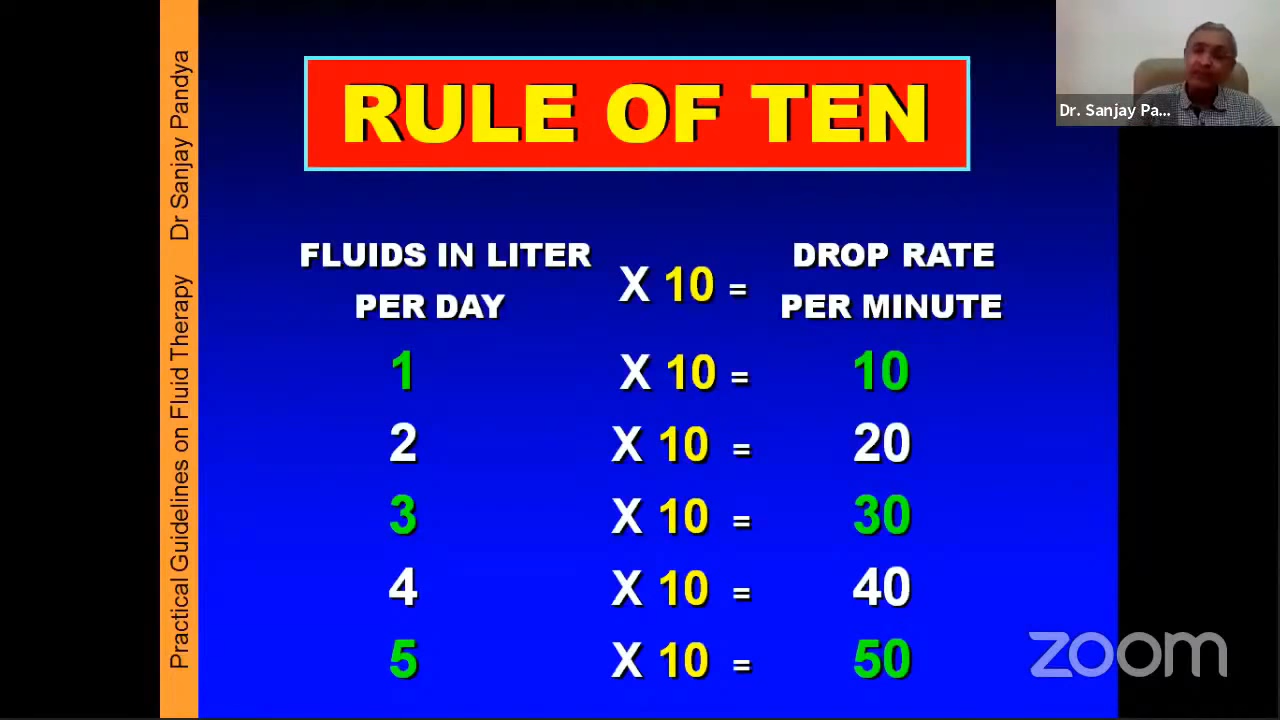 Practical Guidelines on Fluid Therapy Dr Sanjay Pandya
RULE OF TEN
Dr. Sanjay Pa...
FLUIDS IN LITER PER DAY X 10 = DROP RATE PER MINUTE
1 X 10 = 10
2 X 10 = 20
3 X 10 = 30
4 X 10 = 40
5 X 10 = 50
zoom